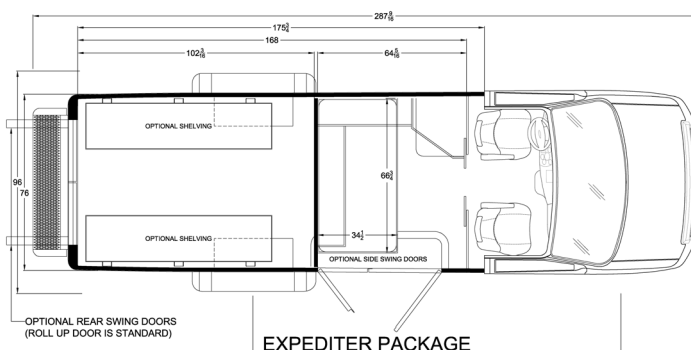 287 9/16
175 3/4
168
102 3/16
64 5/16
OPTIONAL SHELVING
96
76
66 3/4
34 1/2
OPTIONAL SHELVING
OPTIONAL SIDE SWING DOORS
OPTIONAL REAR SWING DOORS
(ROLL UP DOOR IS STANDARD)
EXPEDITER PACKAGE